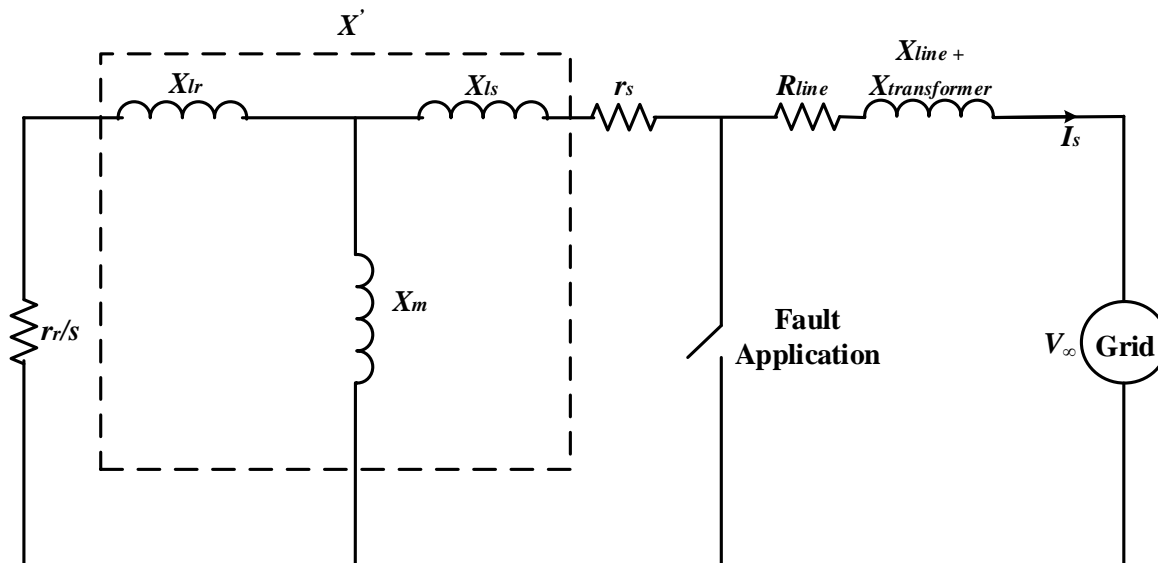 X'
Xlr
Xls
rs
Rline
Xline +
Xtransformer
Is
Xm
rr/s
Fault
Application
V∞
Grid